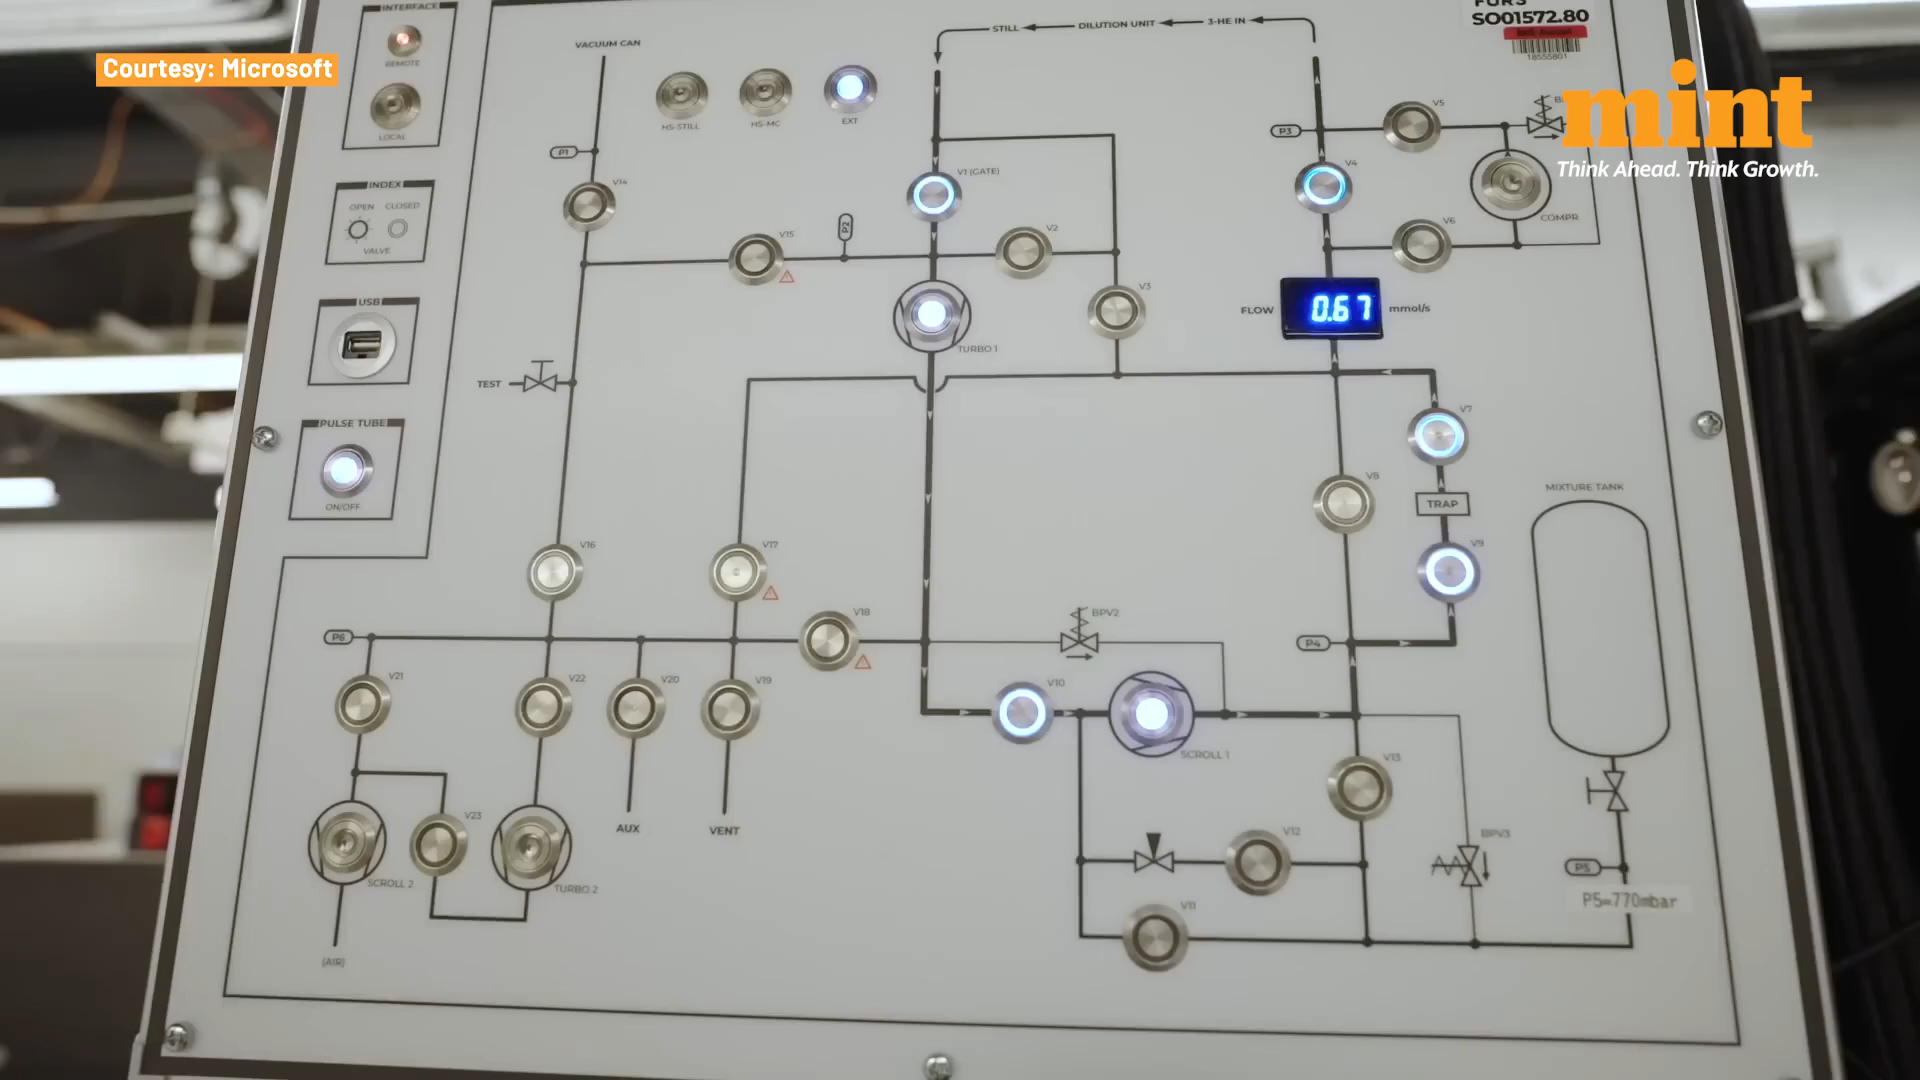 Courtesy: Microsoft
mint
Think Ahead. Think Growth.
SO01572.80
18555801
INTERFACE
REMOTE
LOCAL
INDEX
OPEN CLOSED
VALVE
USB
PULSE TUBE
ON/OFF
VACUUM CAN
HS-STILL
HS-MC
EXT
STILL
DILUTION UNIT
3-HE IN
P1
V14
V1 (GATE)
V15
P2
V2
V3
TURBO 1
P3
V5
V4
V6
COMPR
FLOW
0.67
mmol/s
TEST
V7
V8
TRAP
V9
MIXTURE TANK
V16
V17
V18
BPV2
P6
P4
V21
V22
V20
V19
V10
SCROLL 1
V13
AUX
VENT
V23
SCROLL 2
TURBO 2
V12
BPV3
P5
P5=770mbar
V11
(AIR)